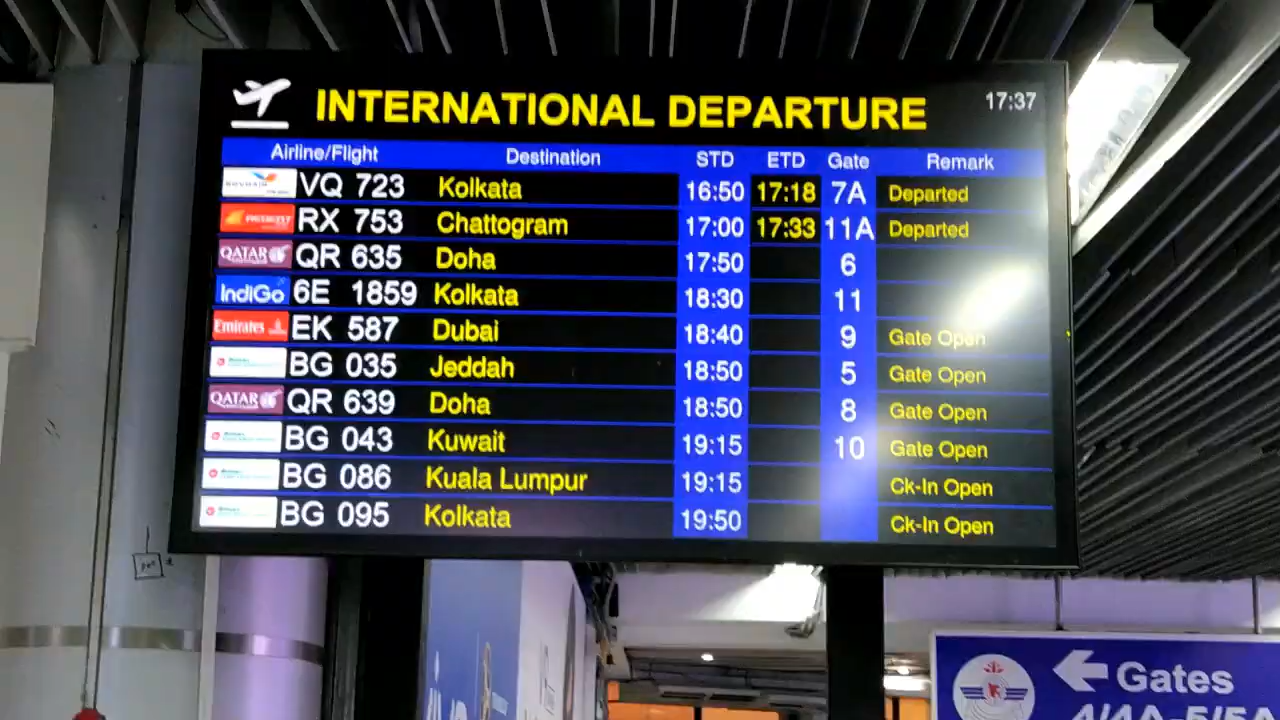 INTERNATIONAL DEPARTURE 17:37
Airline/Flight Destination STD ETD Gate Remark
VQ 723 Kolkata 16:50 17:18 7A Departed
RX 753 Chattogram 17:00 17:33 11A Departed
QATAR QR 635 Doha 17:50 6
IndiGo 6E 1859 Kolkata 18:30 11
Emirates EK 587 Dubai 18:40 9 Gate Open
BG 035 Jeddah 18:50 5 Gate Open
QATAR QR 639 Doha 18:50 8 Gate Open
BG 043 Kuwait 19:15 10 Gate Open
BG 086 Kuala Lumpur 19:15 Ck-In Open
BG 095 Kolkata 19:50 Ck-In Open
Gates
4/4A, 5/5A